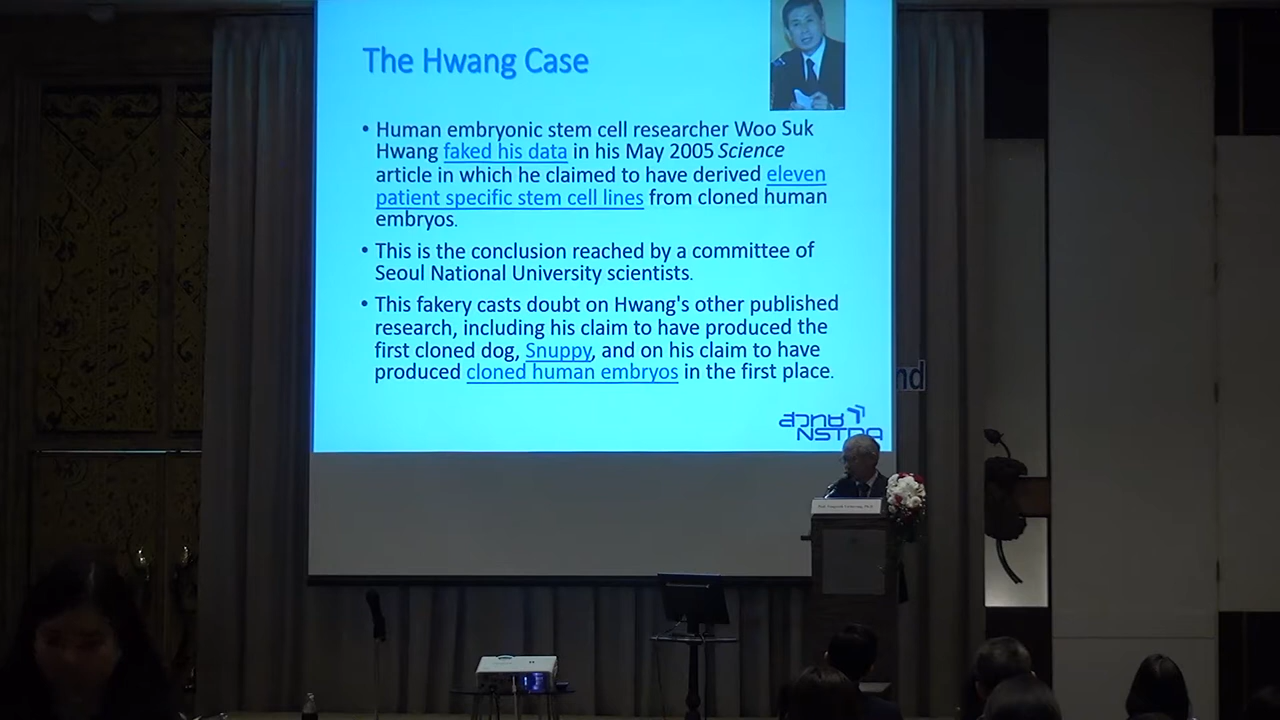 The Hwang Case
• Human embryonic stem cell researcher Woo Suk
Hwang faked his data in his May 2005 Science
article in which he claimed to have derived eleven
patient specific stem cell lines from cloned human
embryos.
• This is the conclusion reached by a committee of
Seoul National University scientists.
• This fakery casts doubt on Hwang's other published
research, including his claim to have produced the
first cloned dog, Snuppy, and on his claim to have
produced cloned human embryos in the first place.
nd
สวทช
NSTDA